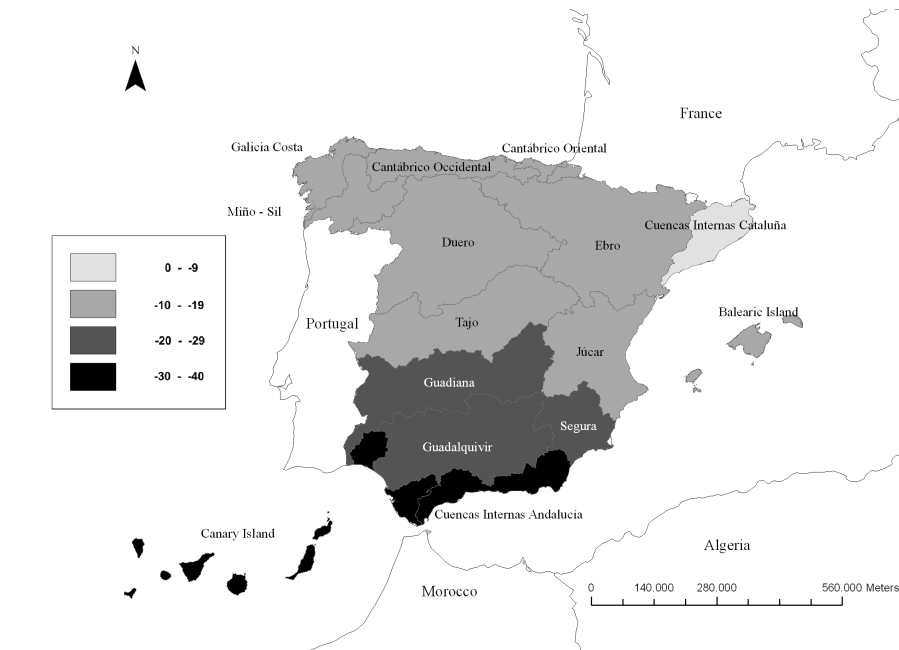 N
France
Galicia Costa
Cantábrico Oriental
Cantábrico Occidental
Miño - Sil
Cuencas Internas Cataluña
Duero
Ebro
0 - -9
-10 - -19
-20 - -29
-30 - -40
Balearic Island
Portugal
Tajo
Júcar
Guadiana
Segura
Guadalquivir
Cuencas Internas Andalucía
Canary Island
Algeria
Morocco
0 140.000 280.000 560.000 Meters